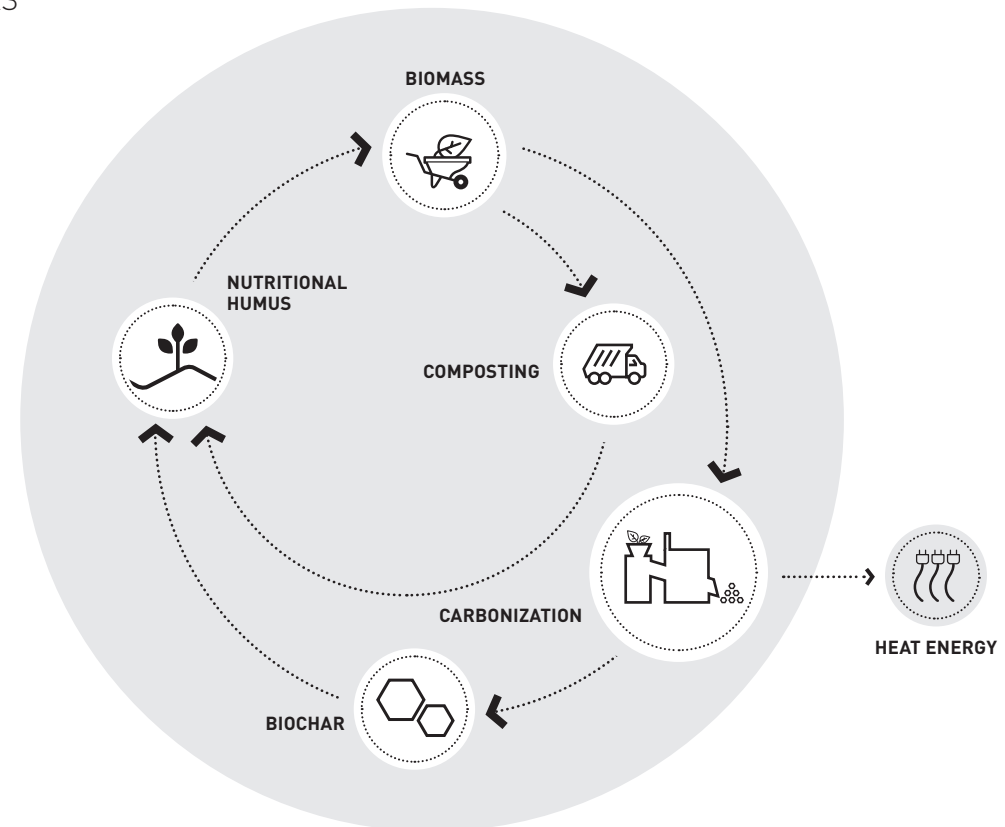 BIOMASS
NUTRITIONAL
HUMUS
COMPOSTING
CARBONIZATION
HEAT ENERGY
BIOCHAR